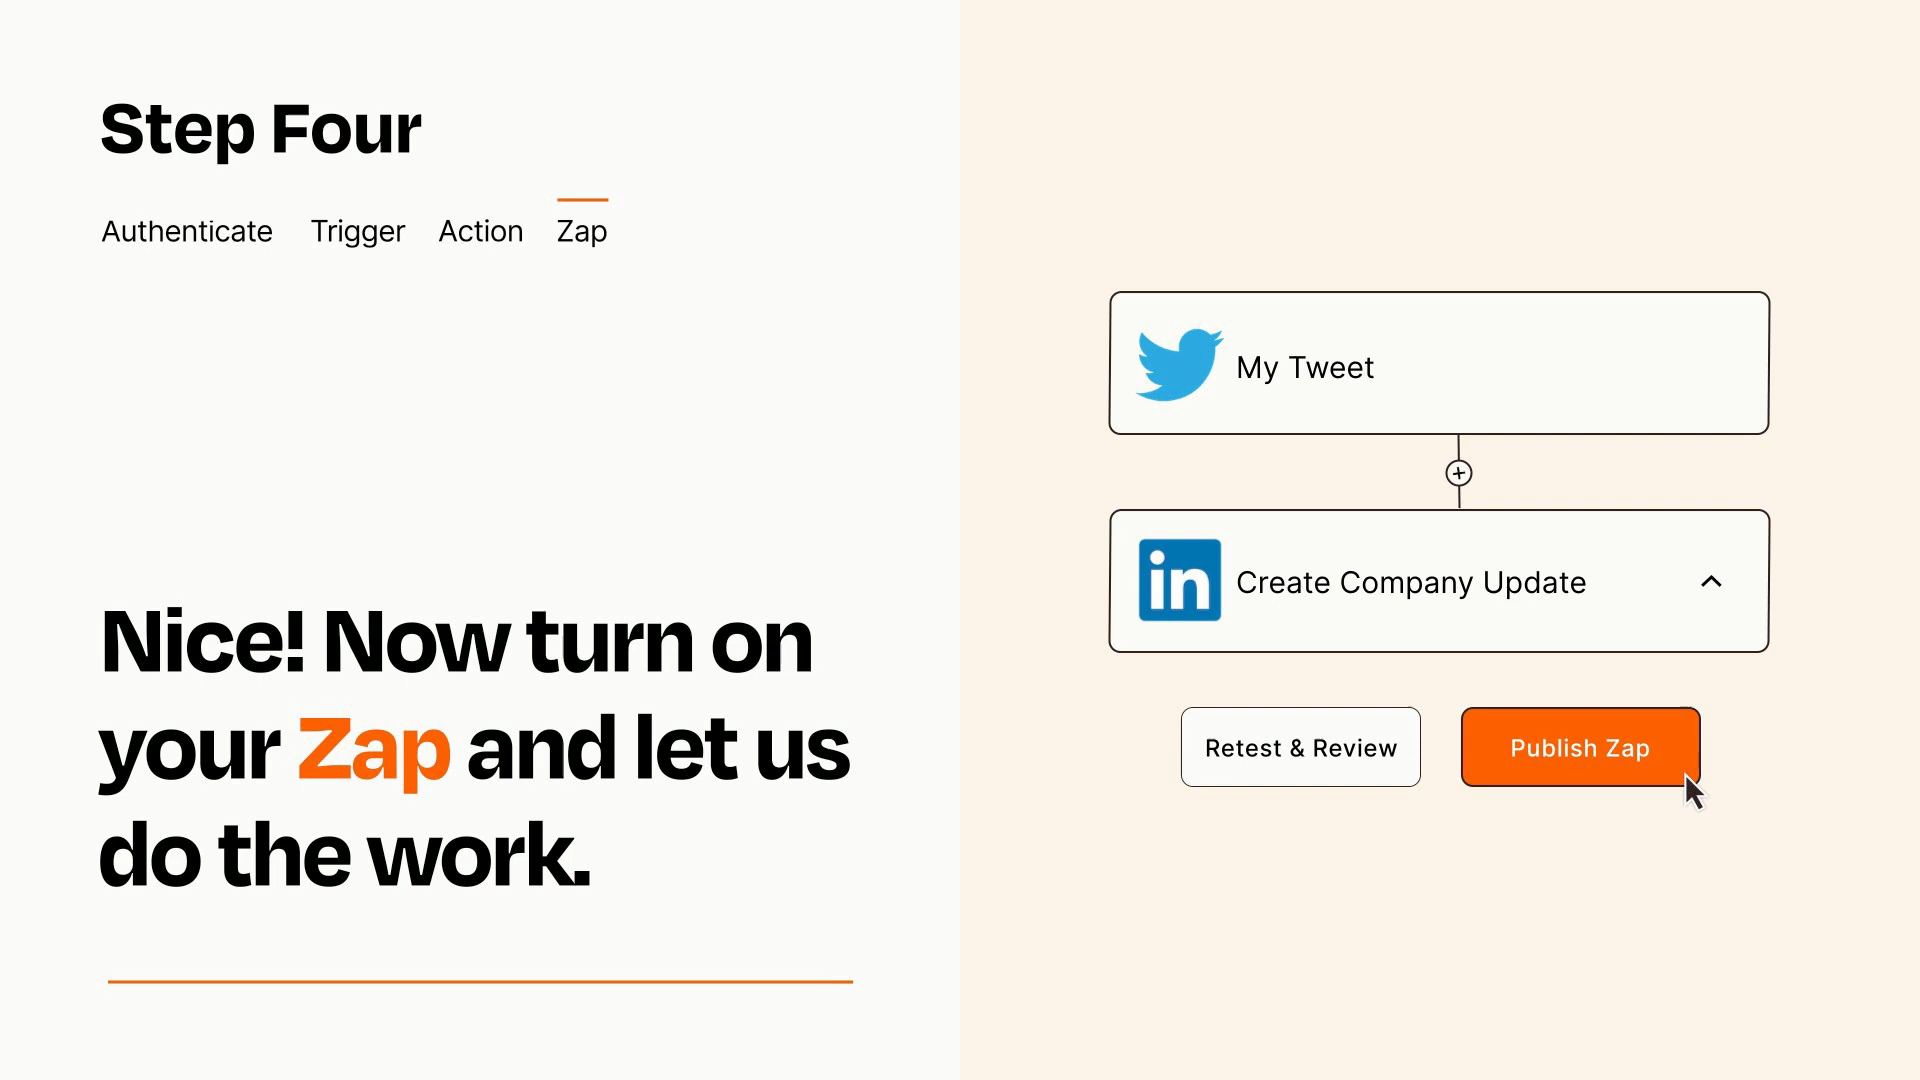 Step Four
Authenticate Trigger Action Zap
Nice! Now turn on
your Zap and let us
do the work.
My Tweet
in Create Company Update
Retest & Review Publish Zap